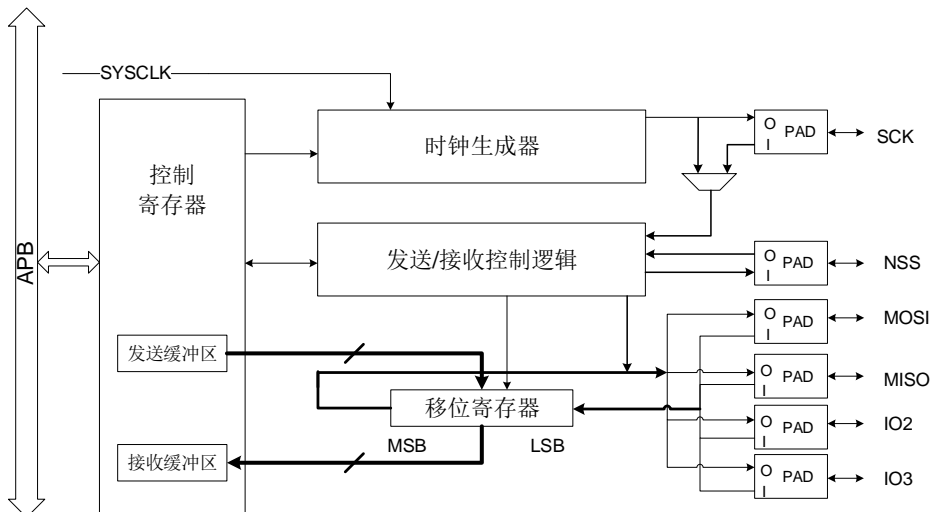 SYSCLK
时钟生成器
O
PAD
I
SCK
控制
寄存器
APB
发送/接收控制逻辑
O
PAD
I
NSS
O
PAD
I
MOSI
发送缓冲区
O
PAD
I
MISO
移位寄存器
MSB
LSB
O
PAD
I
IO2
接收缓冲区
O
PAD
I
IO3